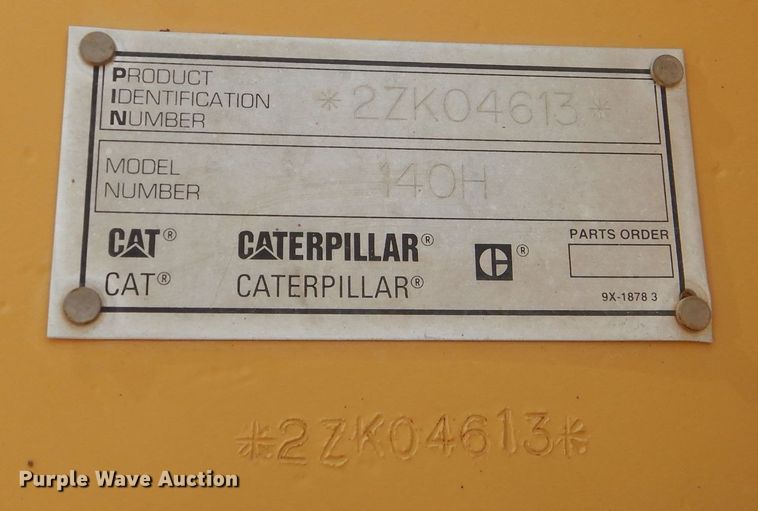 PRODUCT
IDENTIFICATION
NUMBER
*2ZK04613*
MODEL
NUMBER
140H
CAT® CATERPILLAR® C®
CAT® CATERPILLAR®
PARTS ORDER
9X-1878 3
*2ZK04613*
Purple Wave Auction